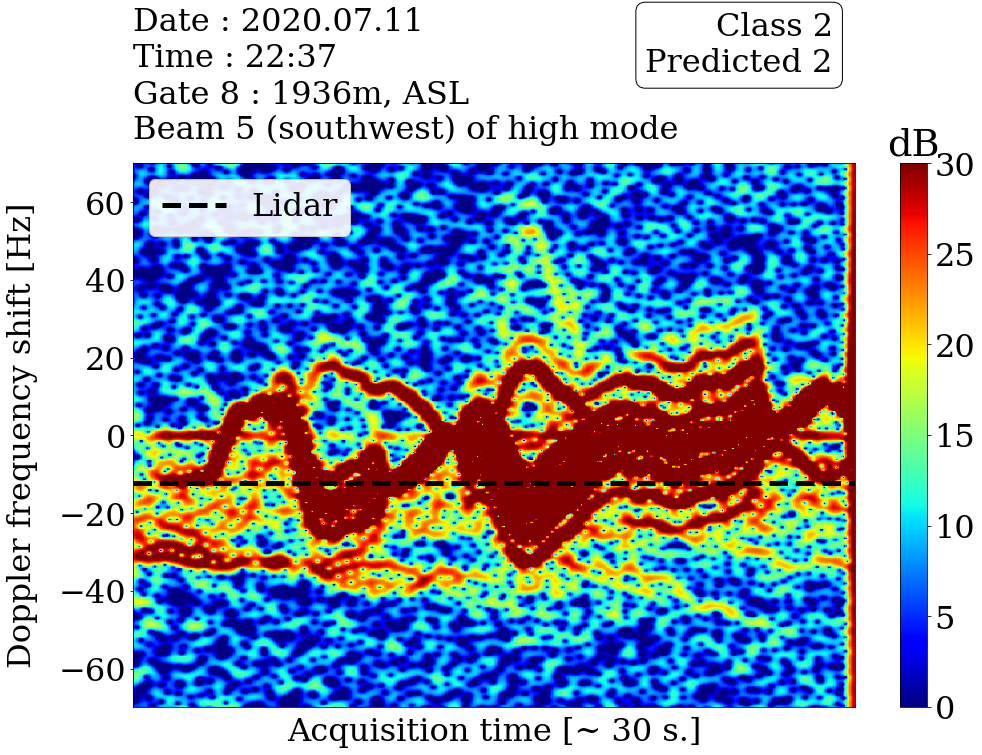 Date : 2020.07.11
Time : 22:37
Gate 8 : 1936m, ASL
Beam 5 (southwest) of high mode
Class 2
Predicted 2
dB
Lidar
Doppler frequency shift [Hz]
60
40
20
0
−20
−40
−60
30
25
20
15
10
5
0
Acquisition time [~ 30 s.]